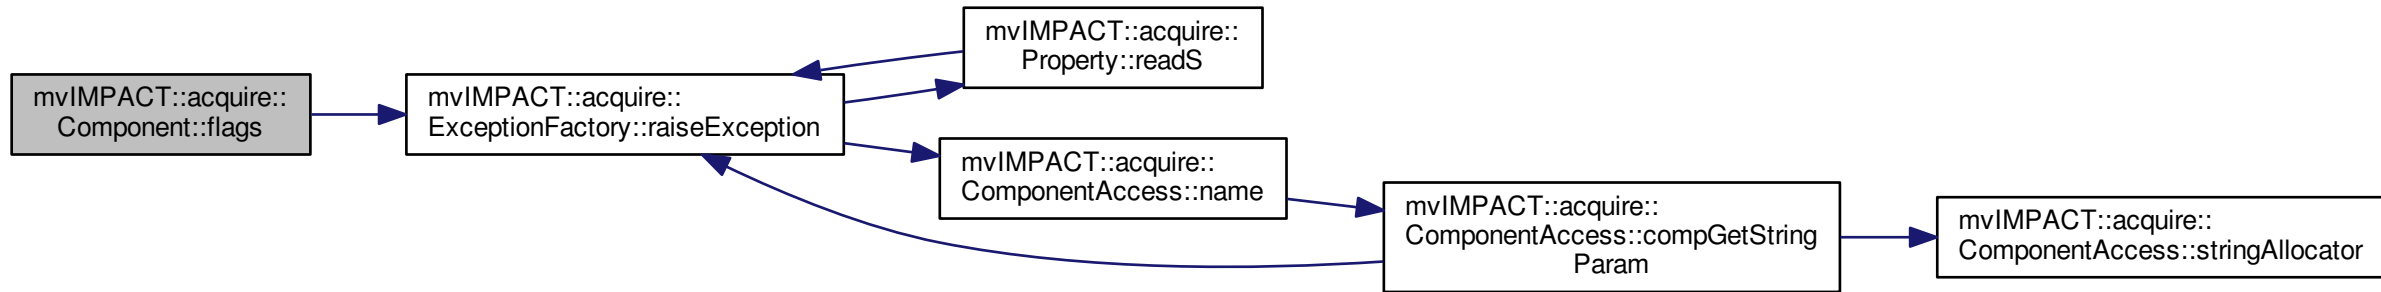 mvIMPACT::acquire::
Component::flags
mvIMPACT::acquire::
ExceptionFactory::raiseException
mvIMPACT::acquire::
Property::readS
mvIMPACT::acquire::
ComponentAccess::name
mvIMPACT::acquire::
ComponentAccess::compGetString
Param
mvIMPACT::acquire::
ComponentAccess::stringAllocator